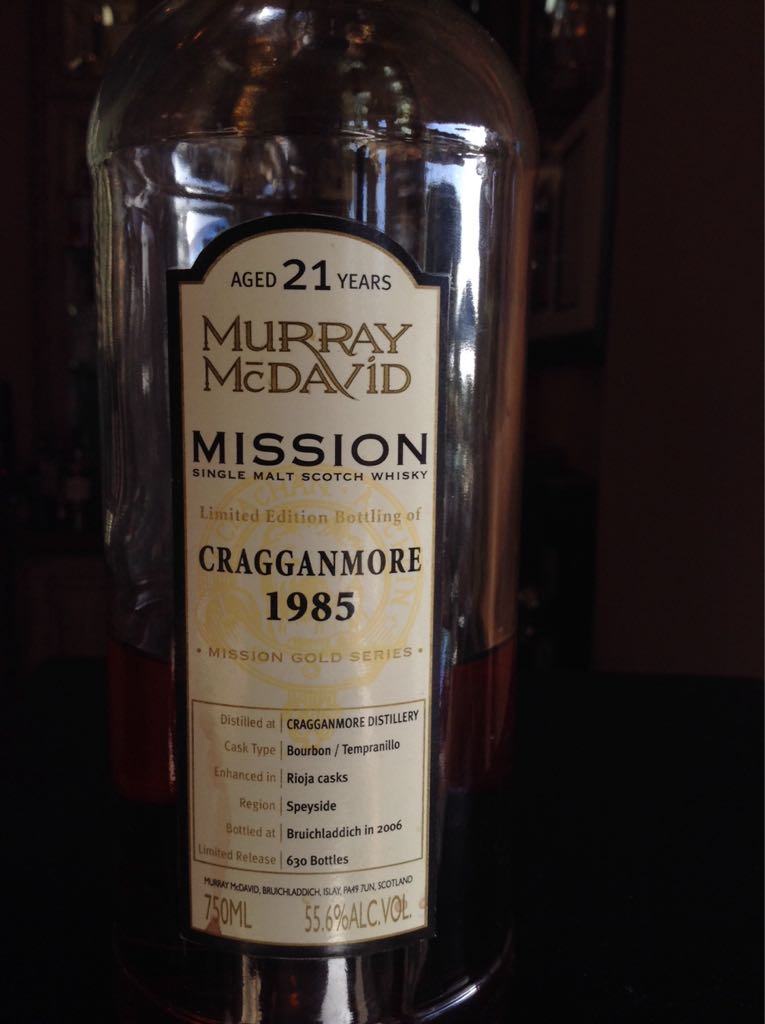 AGED 21 YEARS
MURRAY
McDAVID
MISSION
SINGLE MALT SCOTCH WHISKY
Limited Edition Bottling of
CRAGGANMORE
1985
• MISSION GOLD SERIES •
Distilled at | CRAGGANMORE DISTILLERY
Cask Type | Bourbon / Tempranillo
Enhanced in | Rioja casks
Region | Speyside
Bottled at | Bruichladdich in 2006
Limited Release | 630 Bottles
MURRAY McDAVID, BRUICHLADDICH, ISLAY, PA49 7UN, SCOTLAND
750ML 55.6%ALC.VOL.